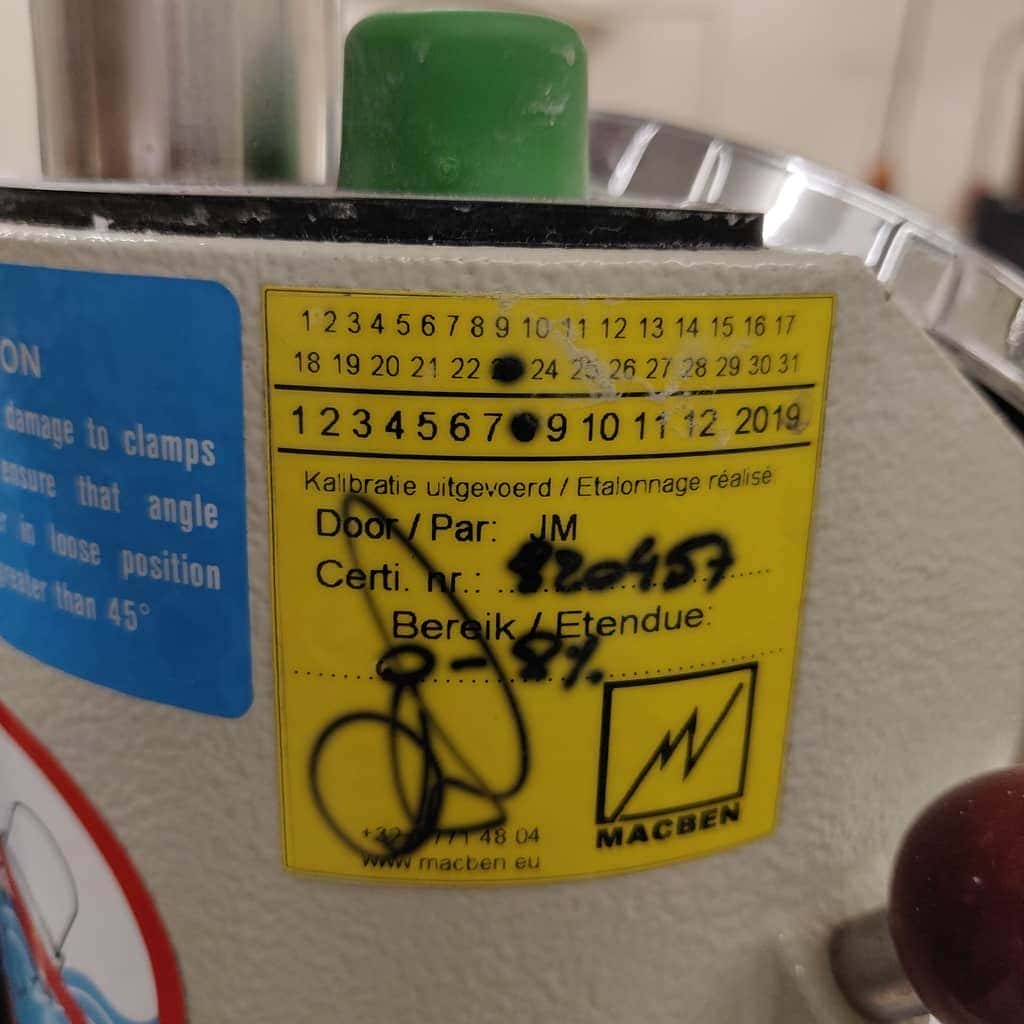 ON
damage to clamps
ensure that angle
in loose position
greater than 45°
1 2 3 4 5 6 7 8 9 10 11 12 13 14 15 16 17
18 19 20 21 22 24 25 26 27 28 29 30 31
1 2 3 4 5 6 7 9 10 11 12 2019
Kalibratie uitgevoerd / Etalonnage réalisé
Door / Par: JM
Certi. nr.: 820457
Bereik / Etendue:
0 - 8%
MACBEN
771 48 04
www macben eu